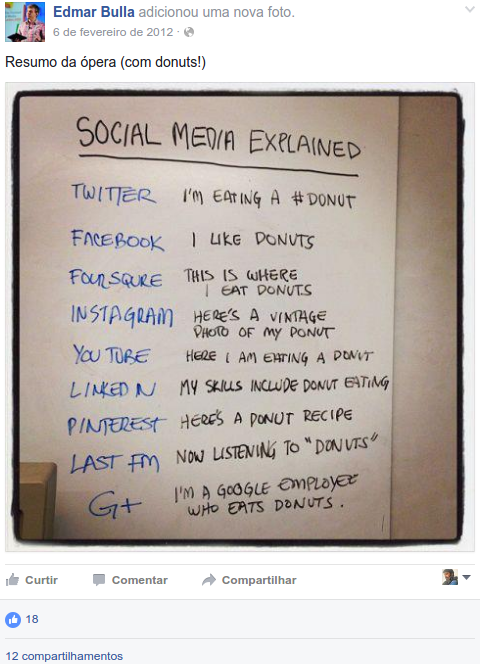 Edmar Bulla adicionou uma nova foto.
6 de fevereiro de 2012 ·
Resumo da ópera (com donuts!)
SOCIAL MEDIA EXPLAINED
TWITTER I'M EATING A #DONUT
FACEBOOK I LIKE DONUTS
FOURSQURE THIS IS WHERE
I EAT DONUTS
INSTAGRAM HERE'S A VINTAGE
PHOTO OF MY DONUT
YOU TUBE HERE I AM EATING A DONUT
LINKED IN MY SKILLS INCLUDE DONUT EATING
PINTEREST HERE'S A DONUT RECIPE
LAST FM NOW LISTENING TO "DONUTS"
G+ I'M A GOOGLE EMPLOYEE
WHO EATS DONUTS.
Curtir Comentar Compartilhar
18
12 compartilhamentos